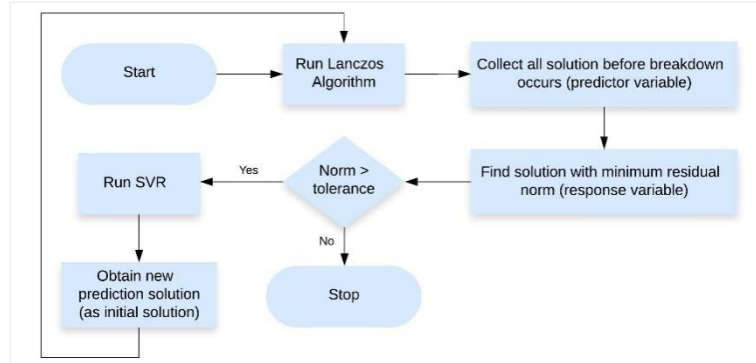 Start
Run Lanczos
Algorithm
Collect all solution before breakdown
occurs (predictor variable)
Find solution with minimum residual
norm (response variable)
Norm >
tolerance
Yes
Run SVR
Obtain new
prediction solution
(as initial solution)
No
Stop